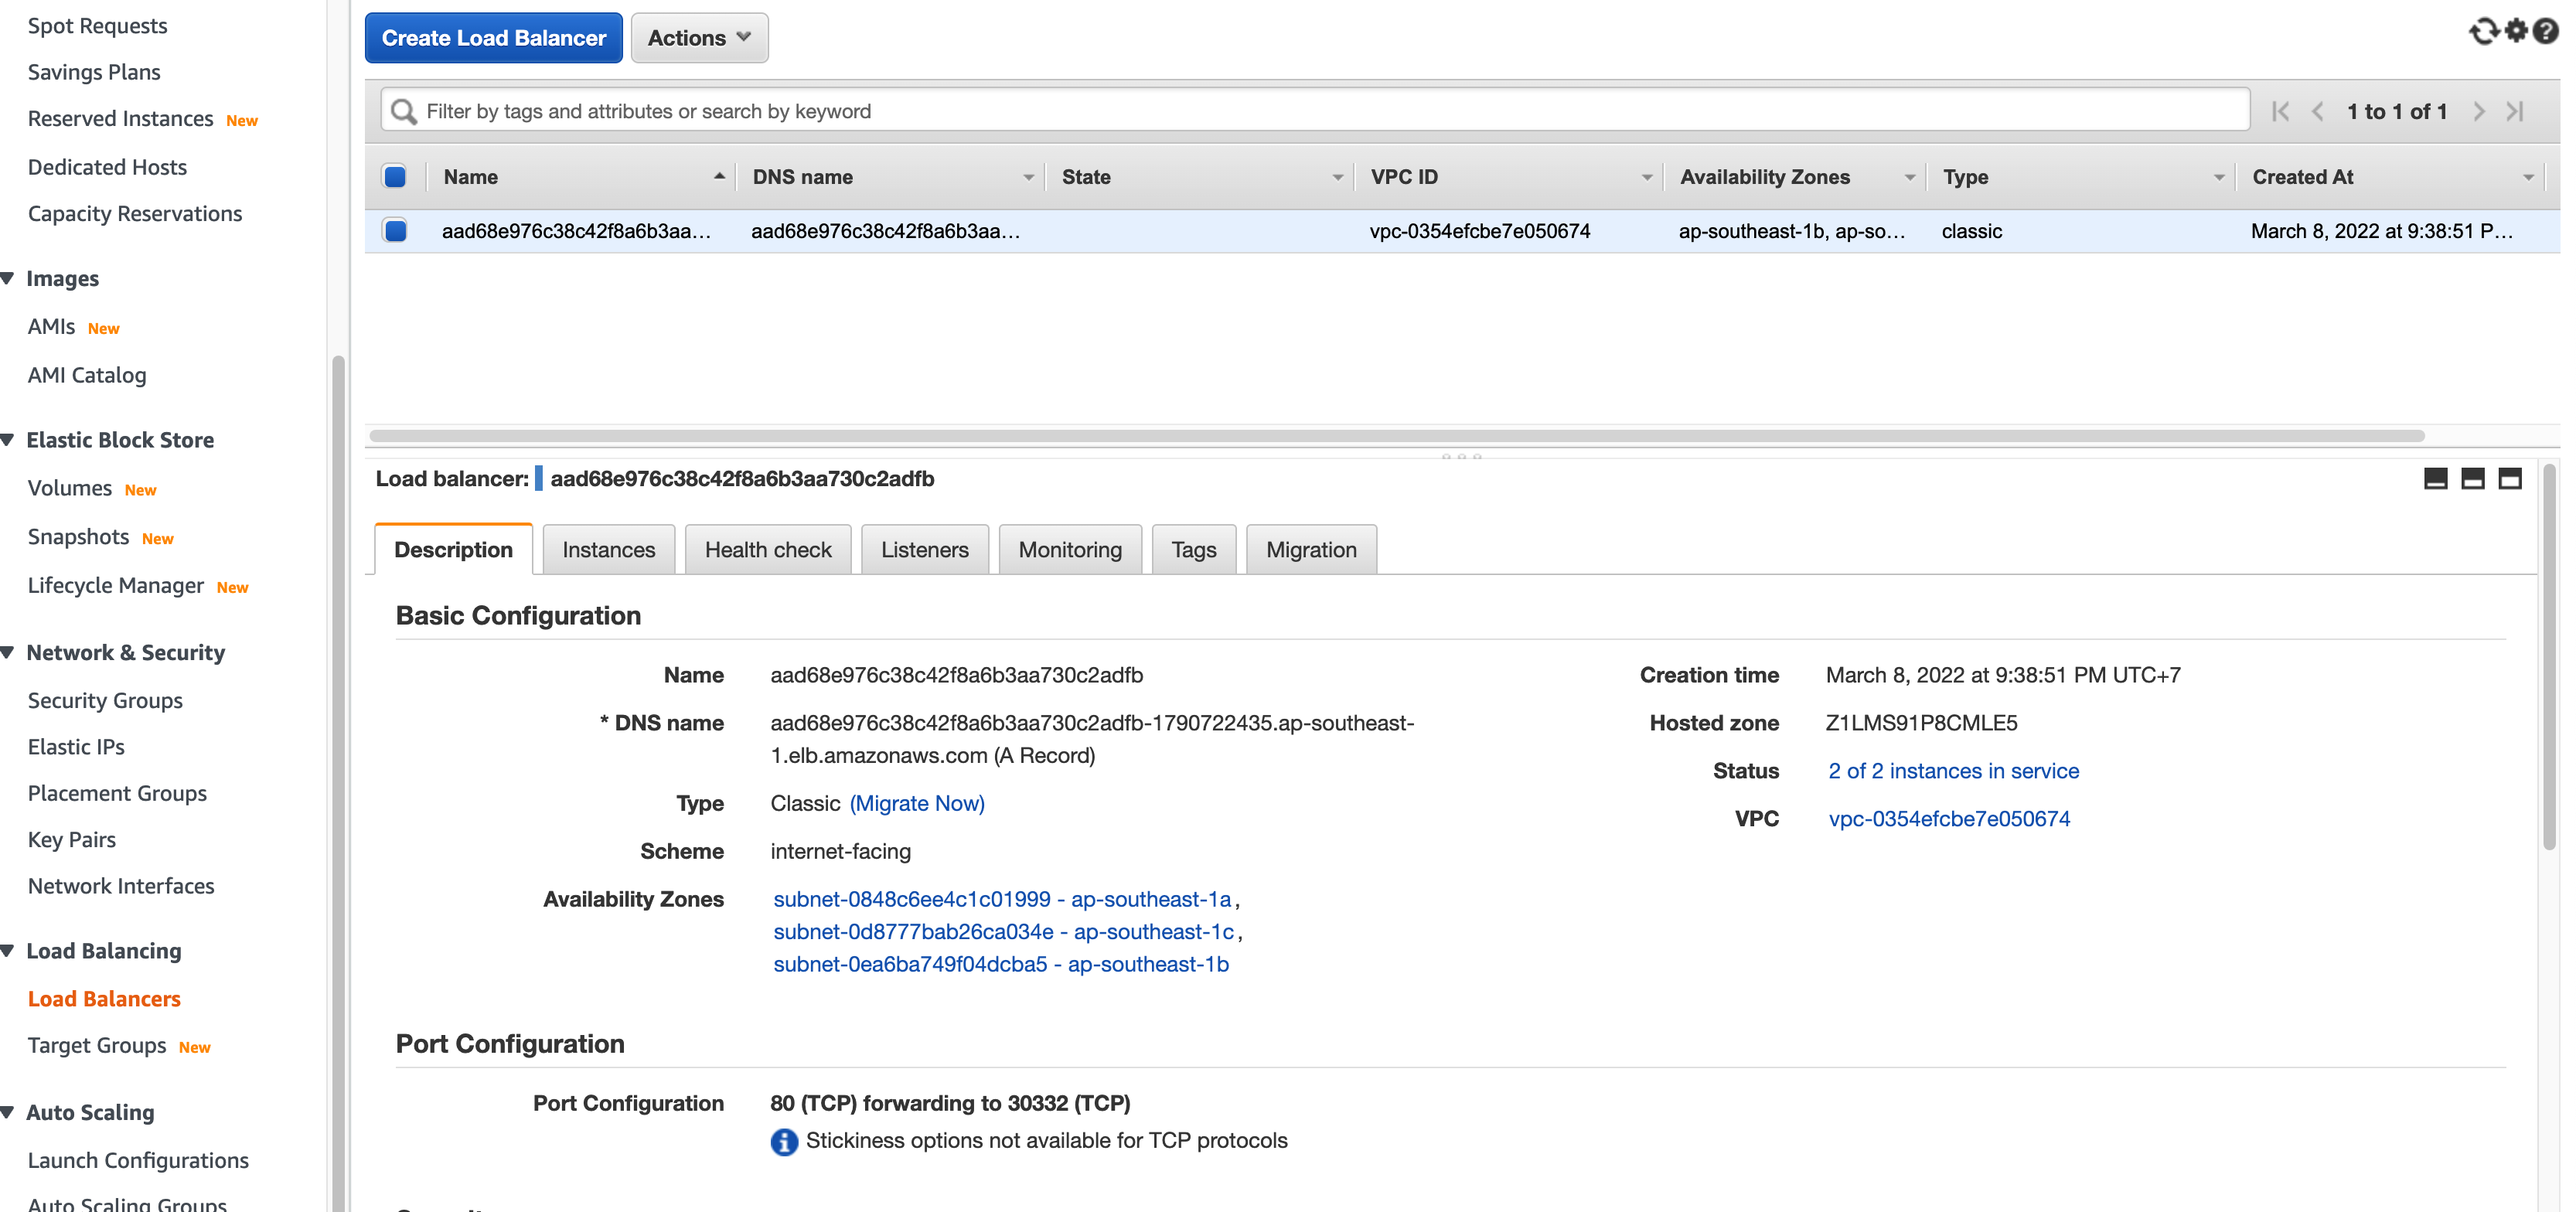 Spot Requests
Savings Plans
Reserved Instances New
Dedicated Hosts
Capacity Reservations
Images
AMIs New
AMI Catalog
Elastic Block Store
Volumes New
Snapshots New
Lifecycle Manager New
Network & Security
Security Groups
Elastic IPs
Placement Groups
Key Pairs
Network Interfaces
Load Balancing
Load Balancers
Target Groups New
Auto Scaling
Launch Configurations
Auto Scaling Groups
Create Load Balancer Actions
Filter by tags and attributes or search by keyword 1 to 1 of 1
Name DNS name State VPC ID Availability Zones Type Created At
aad68e976c38c42f8a6b3aa... aad68e976c38c42f8a6b3aa... vpc-0354efcbe7e050674 ap-southeast-1b, ap-so... classic March 8, 2022 at 9:38:51 P...
Load balancer: aad68e976c38c42f8a6b3aa730c2adfb
Description Instances Health check Listeners Monitoring Tags Migration
Basic Configuration
Name aad68e976c38c42f8a6b3aa730c2adfb
* DNS name aad68e976c38c42f8a6b3aa730c2adfb-1790722435.ap-southeast-
1.elb.amazonaws.com (A Record)
Type Classic (Migrate Now)
Scheme internet-facing
Availability Zones subnet-0848c6ee4c1c01999 - ap-southeast-1a,
subnet-0d8777bab26ca034e - ap-southeast-1c,
subnet-0ea6ba749f04dcba5 - ap-southeast-1b
Creation time March 8, 2022 at 9:38:51 PM UTC+7
Hosted zone Z1LMS91P8CMLE5
Status 2 of 2 instances in service
VPC vpc-0354efcbe7e050674
Port Configuration
Port Configuration 80 (TCP) forwarding to 30332 (TCP)
Stickiness options not available for TCP protocols